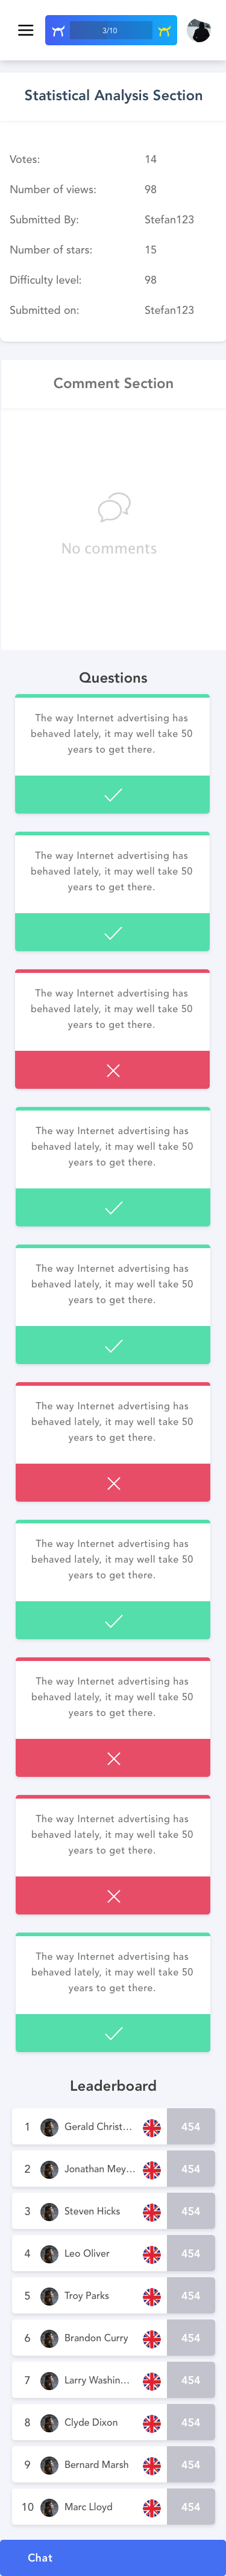 3/10
Statistical Analysis Section
Votes: 14
Number of views: 98
Submitted By: Stefan123
Number of stars: 15
Difficulty level: 98
Submitted on: Stefan123
Comment Section
No comments
Questions
The way Internet advertising has
behaved lately, it may well take 50
years to get there.
The way Internet advertising has
behaved lately, it may well take 50
years to get there.
The way Internet advertising has
behaved lately, it may well take 50
years to get there.
The way Internet advertising has
behaved lately, it may well take 50
years to get there.
The way Internet advertising has
behaved lately, it may well take 50
years to get there.
The way Internet advertising has
behaved lately, it may well take 50
years to get there.
The way Internet advertising has
behaved lately, it may well take 50
years to get there.
The way Internet advertising has
behaved lately, it may well take 50
years to get there.
The way Internet advertising has
behaved lately, it may well take 50
years to get there.
The way Internet advertising has
behaved lately, it may well take 50
years to get there.
Leaderboard
1 Gerald Christ... 454
2 Jonathan Mey... 454
3 Steven Hicks 454
4 Leo Oliver 454
5 Troy Parks 454
6 Brandon Curry 454
7 Larry Washin... 454
8 Clyde Dixon 454
9 Bernard Marsh 454
10 Marc Lloyd 454
Chat